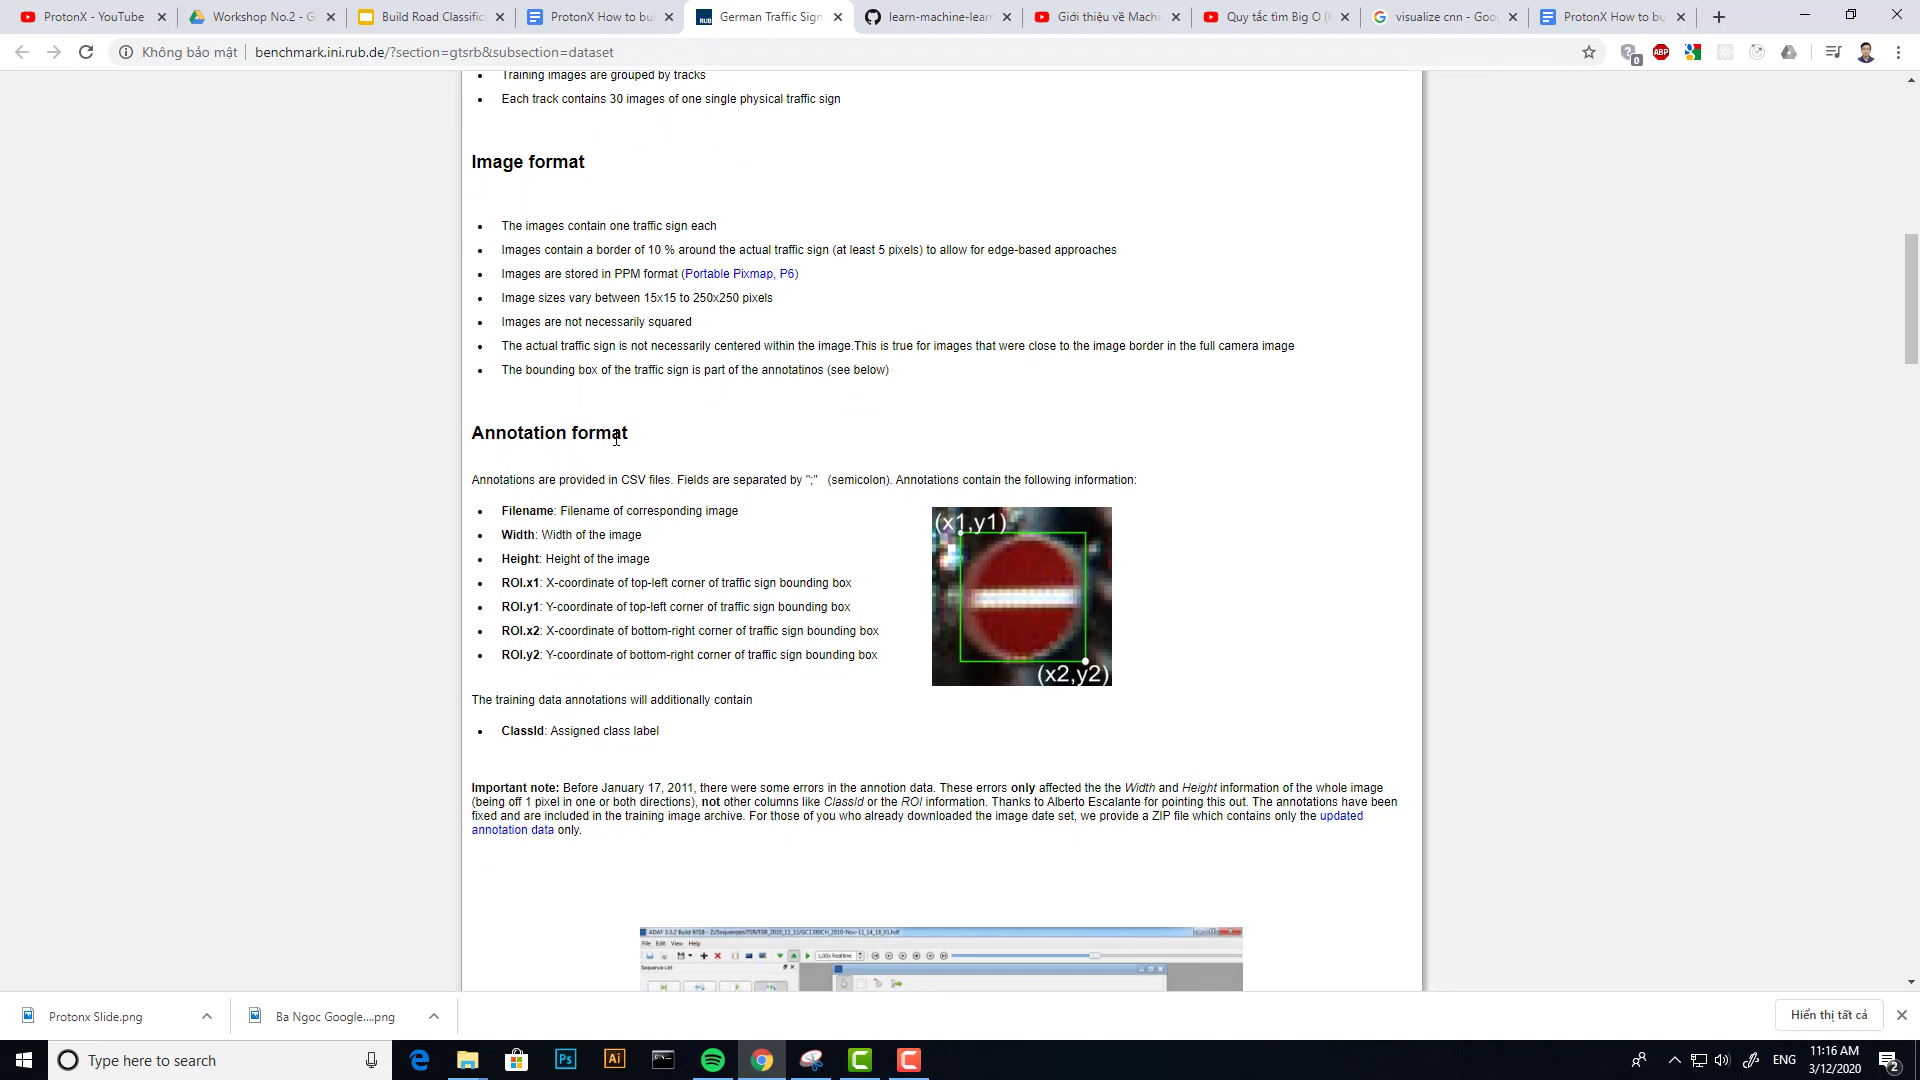 ProtonX - YouTube
Workshop No.2 - G
Build Road Classific
ProtonX How to bu
German Traffic Sign
learn-machine-lear
Giới thiệu về Machi
Quy tắc tìm Big O (
visualize cnn - Goo
ProtonX How to bu
Không bảo mật
benchmark.ini.rub.de/?section=gtsrb&subsection=dataset
Training images are grouped by tracks
Each track contains 30 images of one single physical traffic sign
Image format
The images contain one traffic sign each
Images contain a border of 10 % around the actual traffic sign (at least 5 pixels) to allow for edge-based approaches
Images are stored in PPM format (Portable Pixmap, P6)
Image sizes vary between 15x15 to 250x250 pixels
Images are not necessarily squared
The actual traffic sign is not necessarily centered within the image.This is true for images that were close to the image border in the full camera image
The bounding box of the traffic sign is part of the annotatinos (see below)
Annotation format
Annotations are provided in CSV files. Fields are separated by ";" (semicolon). Annotations contain the following information:
Filename: Filename of corresponding image
Width: Width of the image
Height: Height of the image
ROI.x1: X-coordinate of top-left corner of traffic sign bounding box
ROI.y1: Y-coordinate of top-left corner of traffic sign bounding box
ROI.x2: X-coordinate of bottom-right corner of traffic sign bounding box
ROI.y2: Y-coordinate of bottom-right corner of traffic sign bounding box
(x1,y1)
(x2,y2)
The training data annotations will additionally contain
ClassId: Assigned class label
Important note: Before January 17, 2011, there were some errors in the annotion data. These errors only affected the the Width and Height information of the whole image
(being off 1 pixel in one or both directions), not other columns like ClassId or the ROI information. Thanks to Alberto Escalante for pointing this out. The annotations have been
fixed and are included in the training image archive. For those of you who already downloaded the image date set, we provide a ZIP file which contains only the updated
annotation data only.
File Edit View Help
1,00x Realtime
Sequence List
Protonx Slide.png
Ba Ngoc Google....png
Hiển thị tất cả
Type here to search
ENG
11:16 AM
3/12/2020